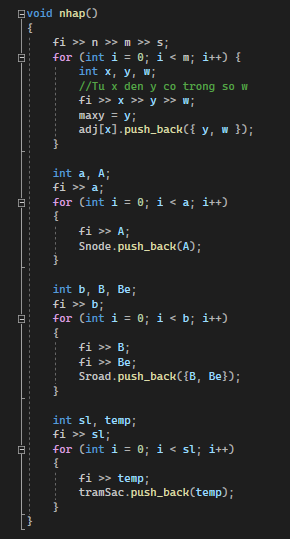 void nhap()
{
fi >> n >> m >> s;
for (int i = 0; i < m; i++) {
int x, y, w;
//Tu x den y co trong so w
fi >> x >> y >> w;
maxy = y;
adj[x].push_back({ y, w });
}
int a, A;
fi >> a;
for (int i = 0; i < a; i++)
{
fi >> A;
Snode.push_back(A);
}
int b, B, Be;
fi >> b;
for (int i = 0; i < b; i++)
{
fi >> B;
fi >> Be;
Sroad.push_back({B, Be});
}
int sl, temp;
fi >> sl;
for (int i = 0; i < sl; i++)
{
fi >> temp;
tramSac.push_back(temp);
}
}